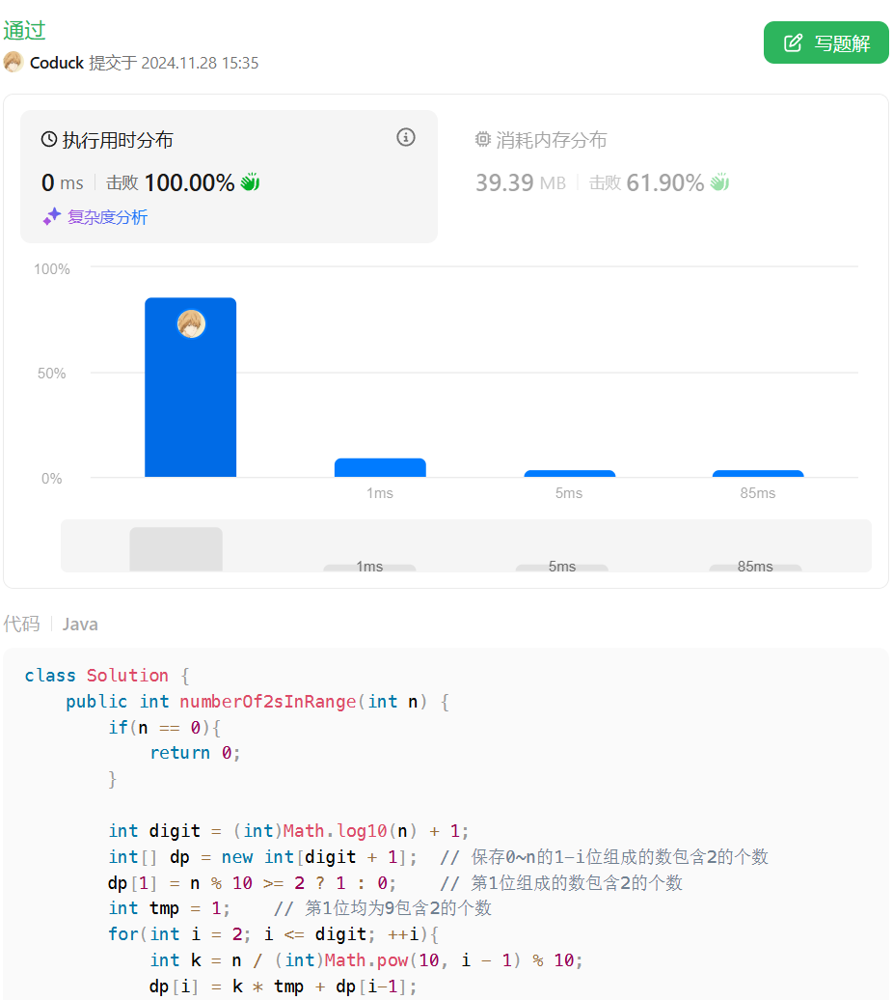 通过
Coduck 提交于 2024.11.28 15:35
写题解
执行用时分布
0 ms 击败 100.00%
复杂度分析
消耗内存分布
39.39 MB 击败 61.90%
100%
50%
0%
1ms 5ms 85ms
1ms 5ms 85ms
代码 Java
class Solution {
    public int numberOf2sInRange(int n) {
        if(n == 0){
            return 0;
        }
        int digit = (int)Math.log10(n) + 1;
        int[] dp = new int[digit + 1];  // 保存0~n的1-i位组成的数包含2的个数
        dp[1] = n % 10 >= 2 ? 1 : 0;    // 第1位组成的数包含2的个数
        int tmp = 1;    // 第1位均为9包含2的个数
        for(int i = 2; i <= digit; ++i){
            int k = n / (int)Math.pow(10, i - 1) % 10;
            dp[i] = k * tmp + dp[i-1];